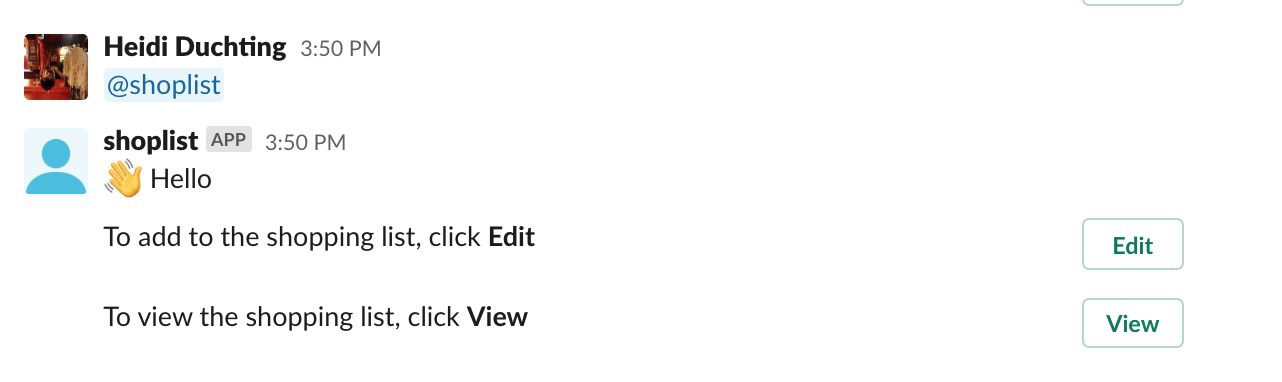 Heidi Duchting 3:50 PM
@shoplist
shoplist APP 3:50 PM
👋 Hello
To add to the shopping list, click Edit
Edit
To view the shopping list, click View
View